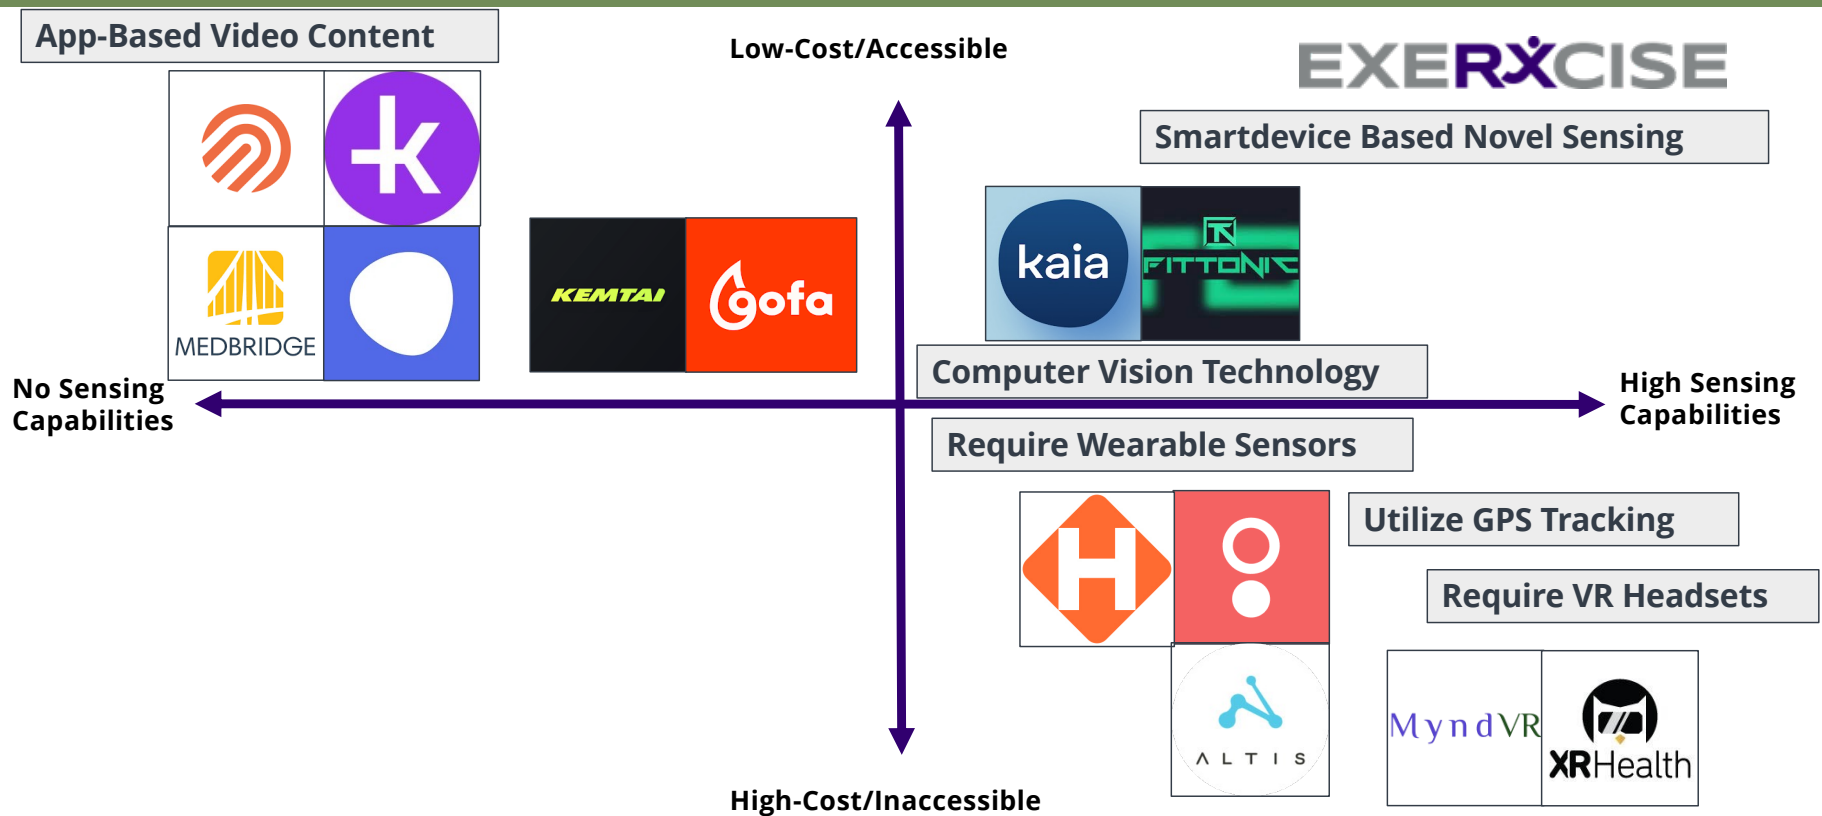 App-Based Video Content
Low-Cost/Accessible
EXERXCISE
Smartdevice Based Novel Sensing
k
MEDBRIDGE
KEMTAI
gofa
kaia
FITTONIC
Computer Vision Technology
No Sensing
Capabilities
High Sensing
Capabilities
Require Wearable Sensors
Utilize GPS Tracking
Require VR Headsets
H
ALTIS
MyndVR
XRHealth
High-Cost/Inaccessible